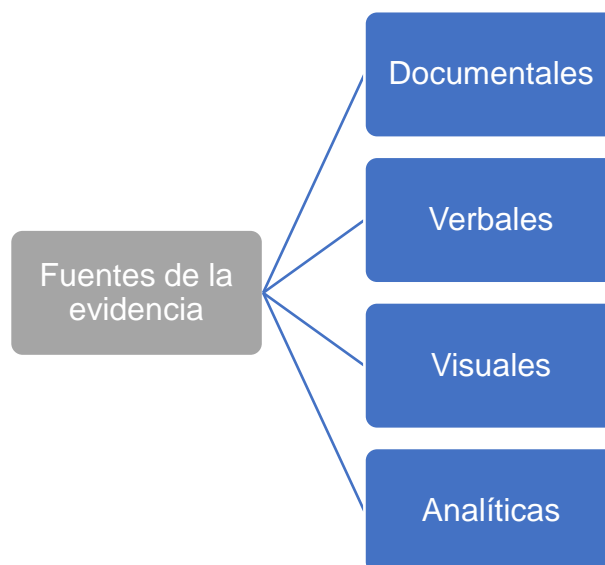 Documentales
Verbales
Fuentes de la
evidencia
Visuales
Analíticas